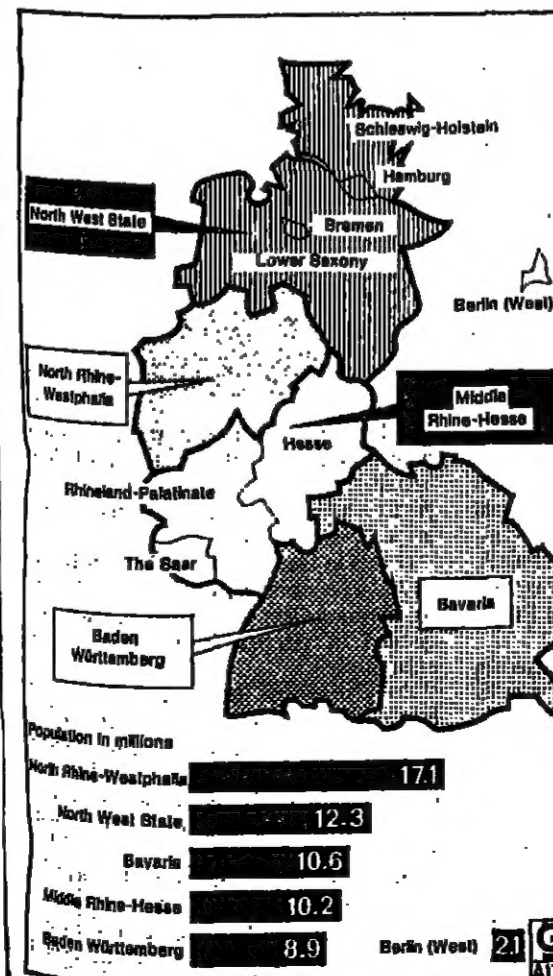 Schleswig-Holstein
Hamburg
North West State
Bremen
Lower Saxony
Berlin (West)
North Rhine-
Westphalia
Middle
Rhine-Hesse
Hesse
Rhineland-Palatinate
The Saar
Bavaria
Baden
Württemberg
Population in millions
North Rhine-Westphalia 17.1
North West State 12.3
Bavaria 10.6
Middle Rhine-Hesse 10.2
Baden Württemberg 8.9
Berlin (West) 2.1